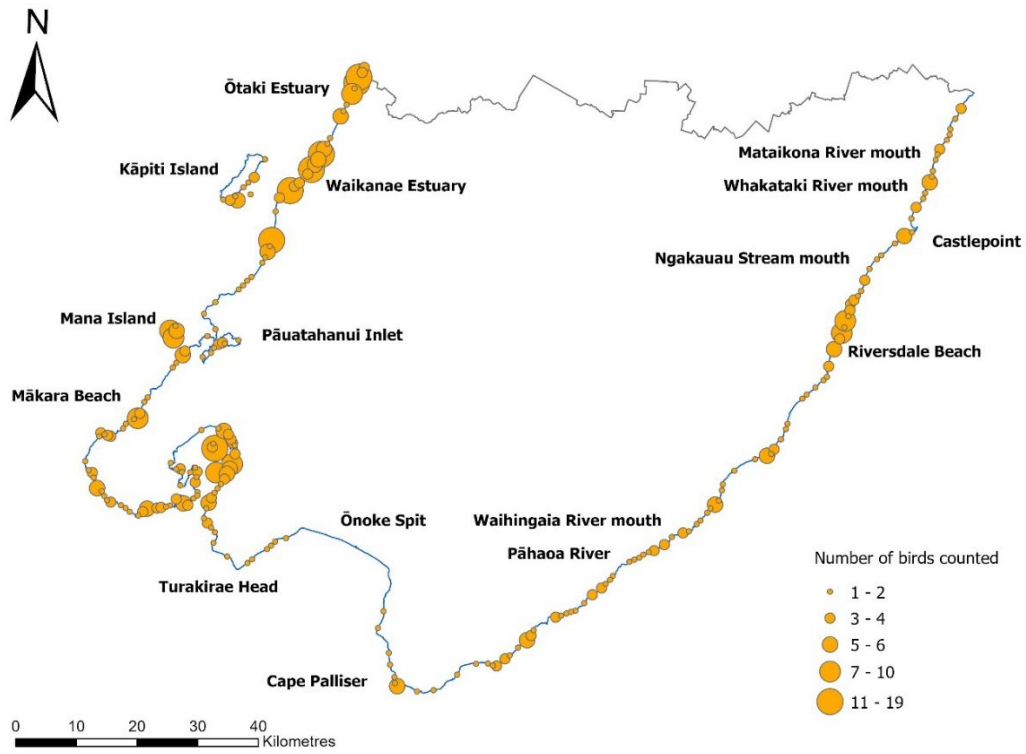 N
Ōtaki Estuary
Kāpiti Island
Mataikona River mouth
Waikanae Estuary
Whakataki River mouth
Castlepoint
Ngakauau Stream mouth
Mana Island
Pāuatahanui Inlet
Riversdale Beach
Mākara Beach
Ōnoke Spit
Waihingaia River mouth
Pāhaoa River
Turakirae Head
Cape Palliser
Number of birds counted
1 - 2
3 - 4
5 - 6
7 - 10
11 - 19
0 10 20 30 40
Kilometres